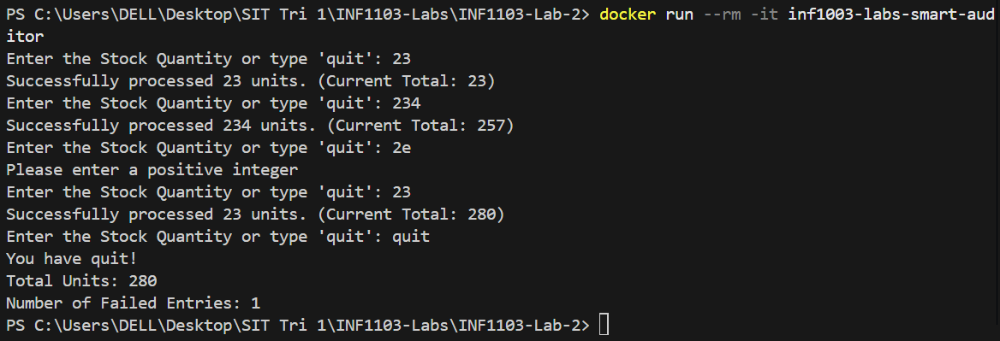 PS C:\Users\DELL\Desktop\SIT Tri 1\INF1103-Labs\INF1103-Lab-2> docker run --rm -it inf1003-labs-smart-aud
itor
Enter the Stock Quantity or type 'quit': 23
Successfully processed 23 units. (Current Total: 23)
Enter the Stock Quantity or type 'quit': 234
Successfully processed 234 units. (Current Total: 257)
Enter the Stock Quantity or type 'quit': 2e
Please enter a positive integer
Enter the Stock Quantity or type 'quit': 23
Successfully processed 23 units. (Current Total: 280)
Enter the Stock Quantity or type 'quit': quit
You have quit!
Total Units: 280
Number of Failed Entries: 1
PS C:\Users\DELL\Desktop\SIT Tri 1\INF1103-Labs\INF1103-Lab-2>